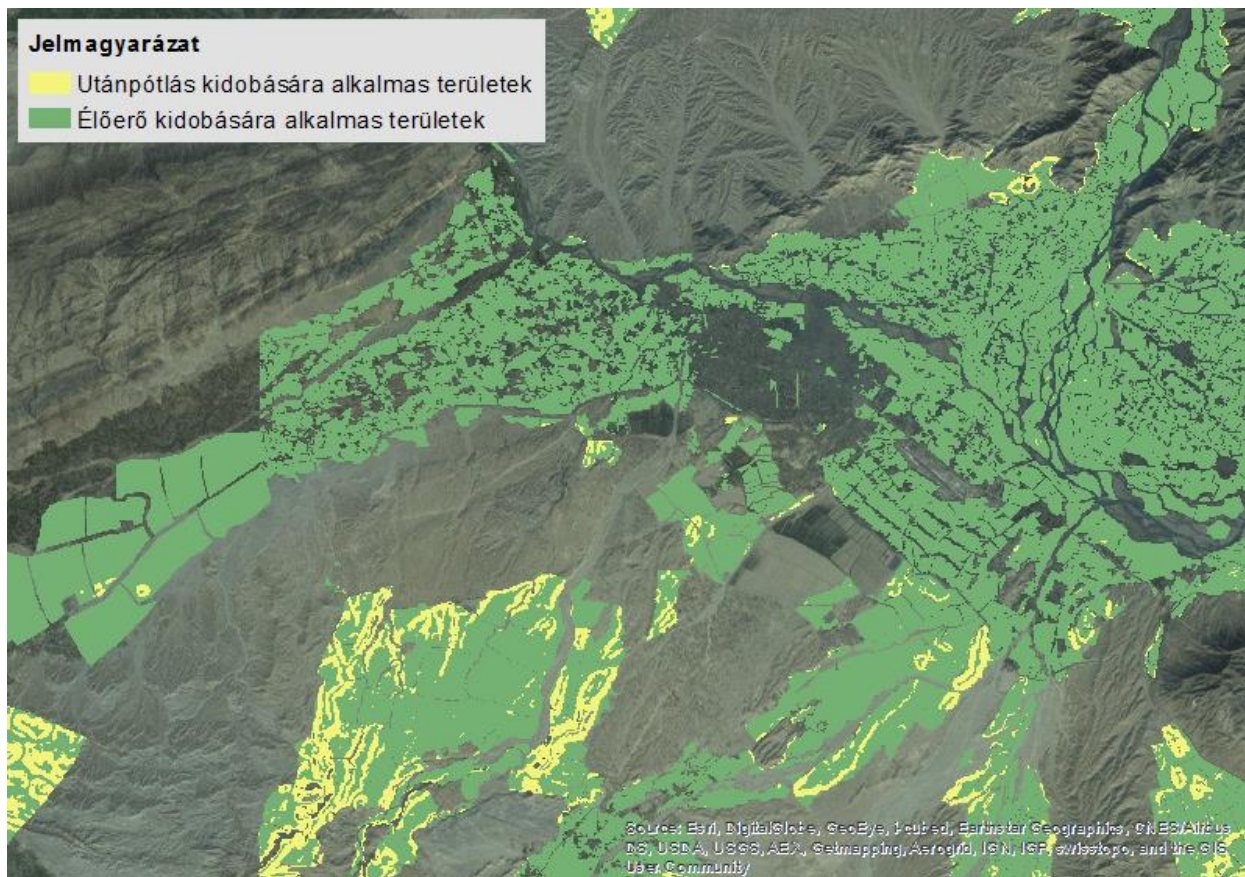 Jelmagyarázat
Utánpótlás kidobására alkalmas területek
Élőerő kidobására alkalmas területek
Source: Esri, DigitalGlobe, GeoEye, i-cubed, Earthstar Geographics, CNES/Airbus
DS, USDA, USGS, AEX, Getmapping, Aerogrid, IGN, IGP, swisstopo, and the GIS
User Community